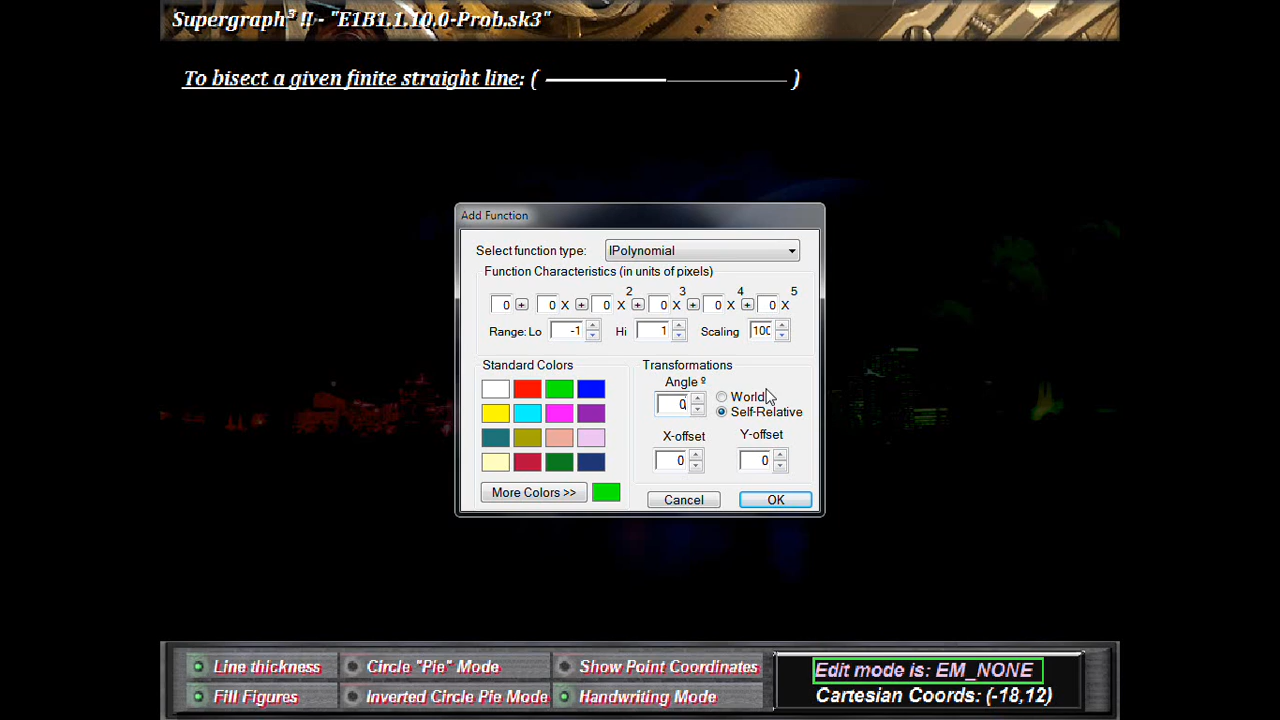 Supergraph³ !! - "E1B1.1.10.0-Prob.sk3"
To bisect a given finite straight line: ( )
Add Function
Select function type: IPolynomial
Function Characteristics (in units of pixels)
0 + 0 X + 0 X 2 + 0 X 3 + 0 X 4 + 0 X 5
Range: Lo -1 Hi 1 Scaling 100
Standard Colors Transformations
Angle º
0 World
Self-Relative
X-offset Y-offset
0 0
More Colors >> Cancel OK
Line thickness Circle "Pie" Mode Show Point Coordinates Edit mode is: EM_NONE
Fill Figures Inverted Circle Pie Mode Handwriting Mode Cartesian Coords: (-18,12)